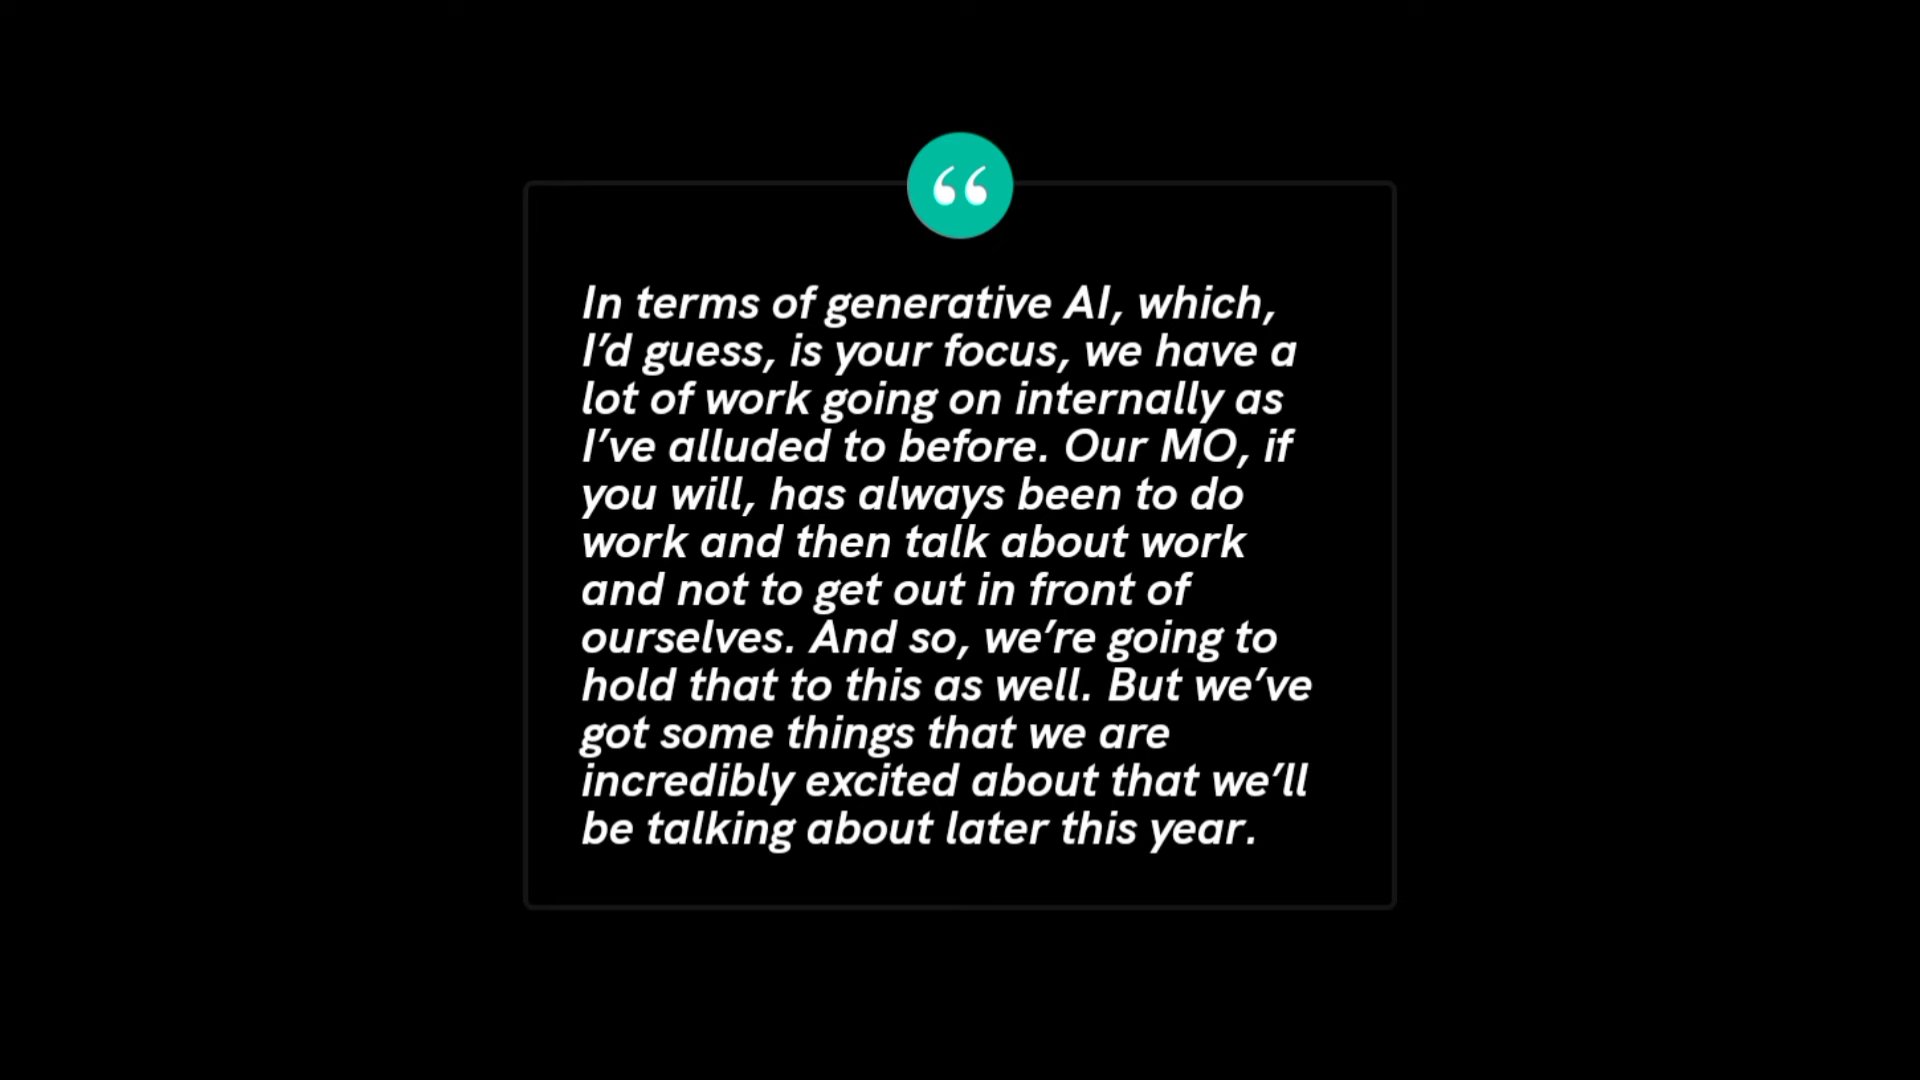 “
In terms of generative AI, which,
I’d guess, is your focus, we have a
lot of work going on internally as
I’ve alluded to before. Our MO, if
you will, has always been to do
work and then talk about work
and not to get out in front of
ourselves. And so, we’re going to
hold that to this as well. But we’ve
got some things that we are
incredibly excited about that we’ll
be talking about later this year.